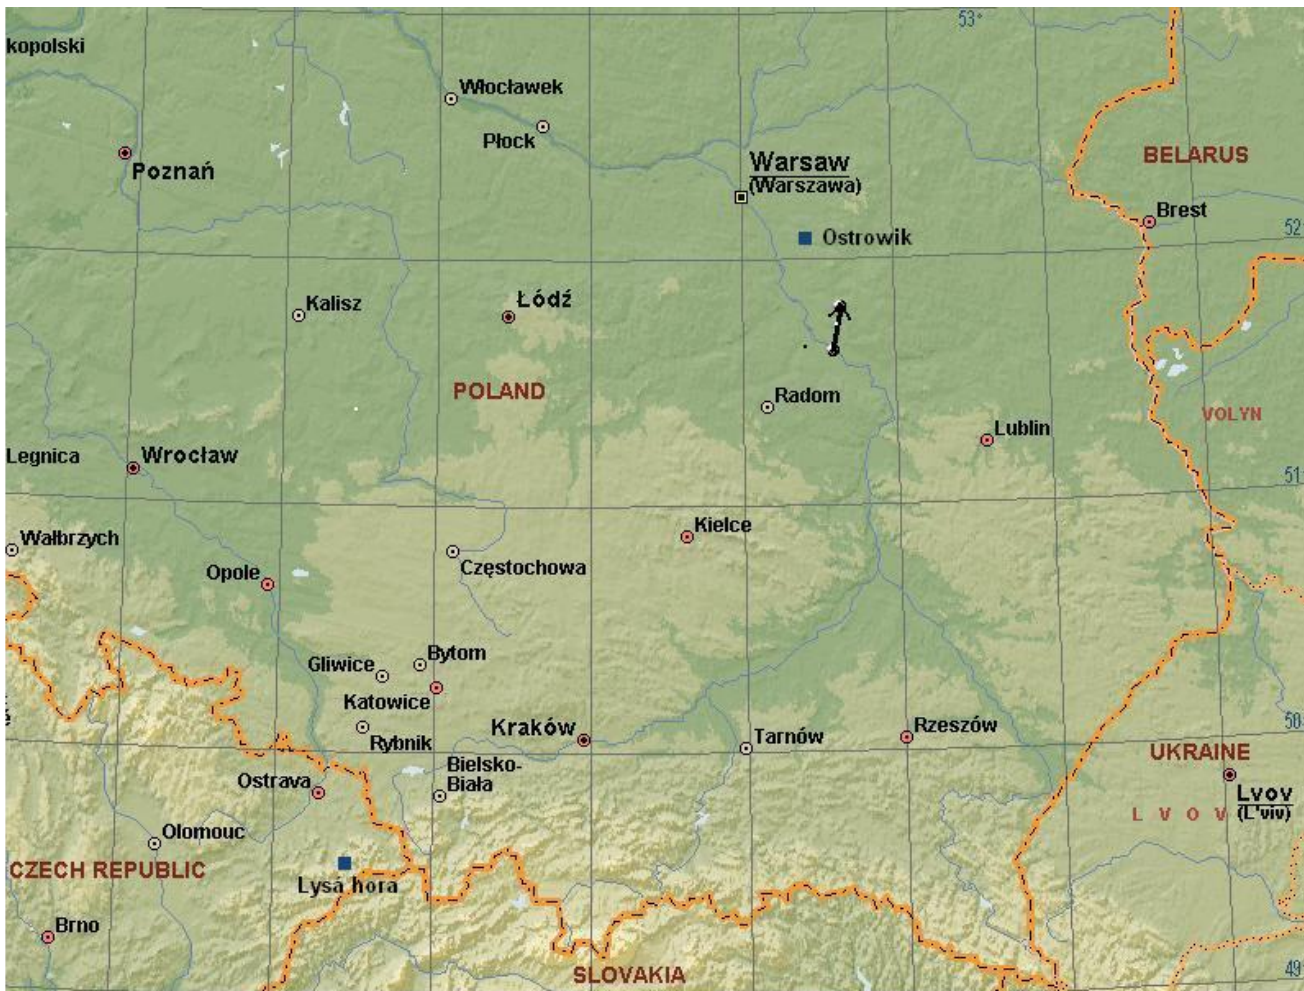 53°
kopolski
Włocławek
Płock
Poznań
Warsaw
(Warszawa)
BELARUS
Brest
52°
Ostrowik
Kalisz
Łódź
POLAND
Radom
VOLYN
Lublin
Legnica
Wrocław
51°
Wałbrzych
Kielce
Częstochowa
Opole
Bytom
Gliwice
Katowice
Rybnik
Kraków
Tarnów
Rzeszów
50°
UKRAINE
Bielsko-
Biała
Ostrava
Lvov
(L'viv)
L V O V
Olomouc
CZECH REPUBLIC
Lysá hora
Brno
SLOVAKIA
49°